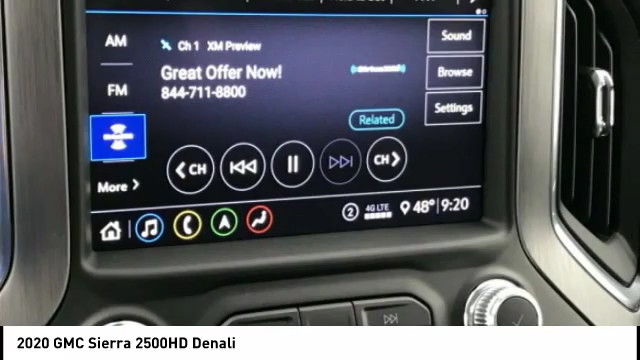 AM
Ch 1 XM Preview
Sound
Great Offer Now!
844-711-8800
FM
Browse
Settings
Related
More >
< CH
CH >
2
4G LTE
48°
9:20
2020 GMC Sierra 2500HD Denali